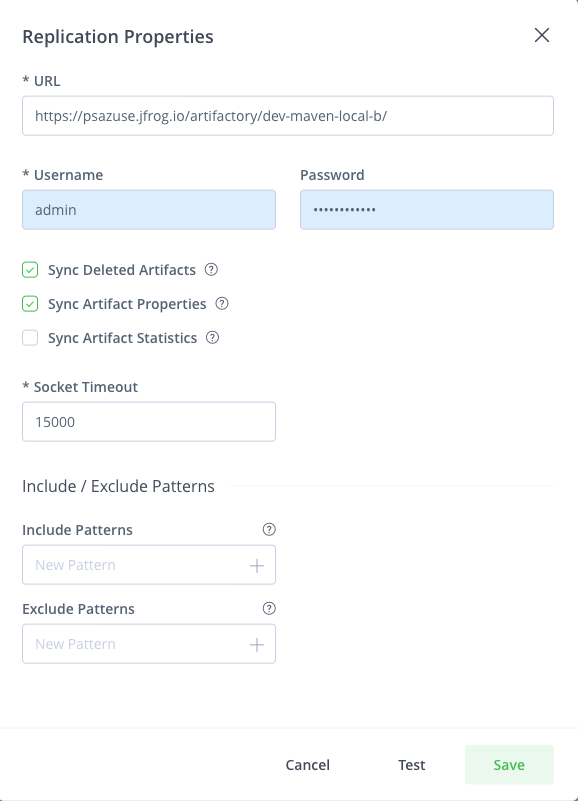 Replication Properties
* URL
https://psazuse.jfrog.io/artifactory/dev-maven-local-b/
* Username
Password
admin
••••••••••••
Sync Deleted Artifacts
Sync Artifact Properties
Sync Artifact Statistics
* Socket Timeout
15000
Include / Exclude Patterns
Include Patterns
New Pattern
Exclude Patterns
New Pattern
Cancel
Test
Save